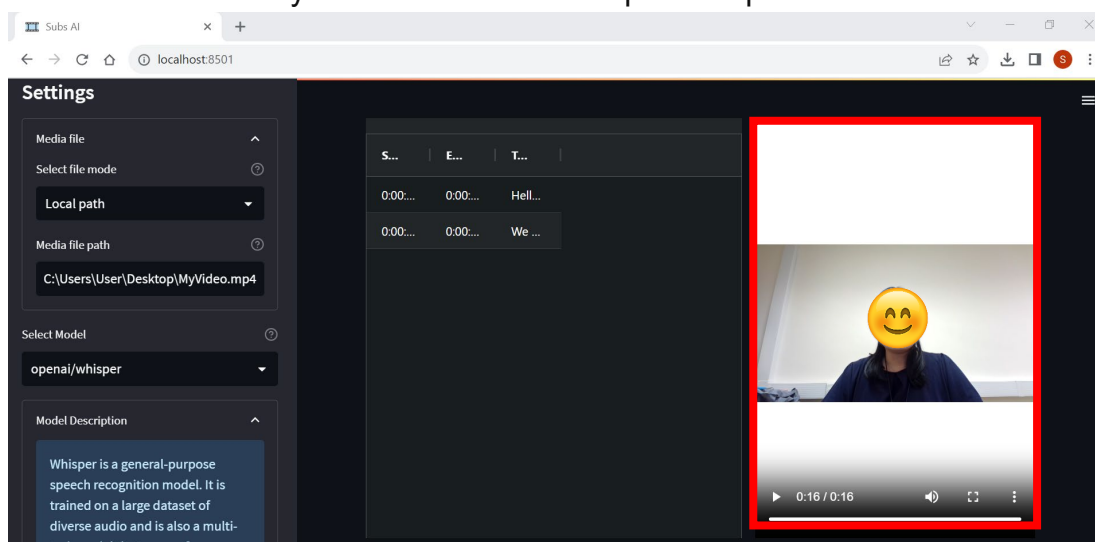 Subs AI
localhost:8501
S
Settings
Media file
Select file mode
Local path
Media file path
C:\Users\User\Desktop\MyVideo.mp4
Select Model
openai/whisper
Model Description
Whisper is a general-purpose
speech recognition model. It is
trained on a large dataset of
diverse audio and is also a multi-
S... E... T...
0:00:... 0:00:... Hell...
0:00:... 0:00:... We ...
0:16 / 0:16